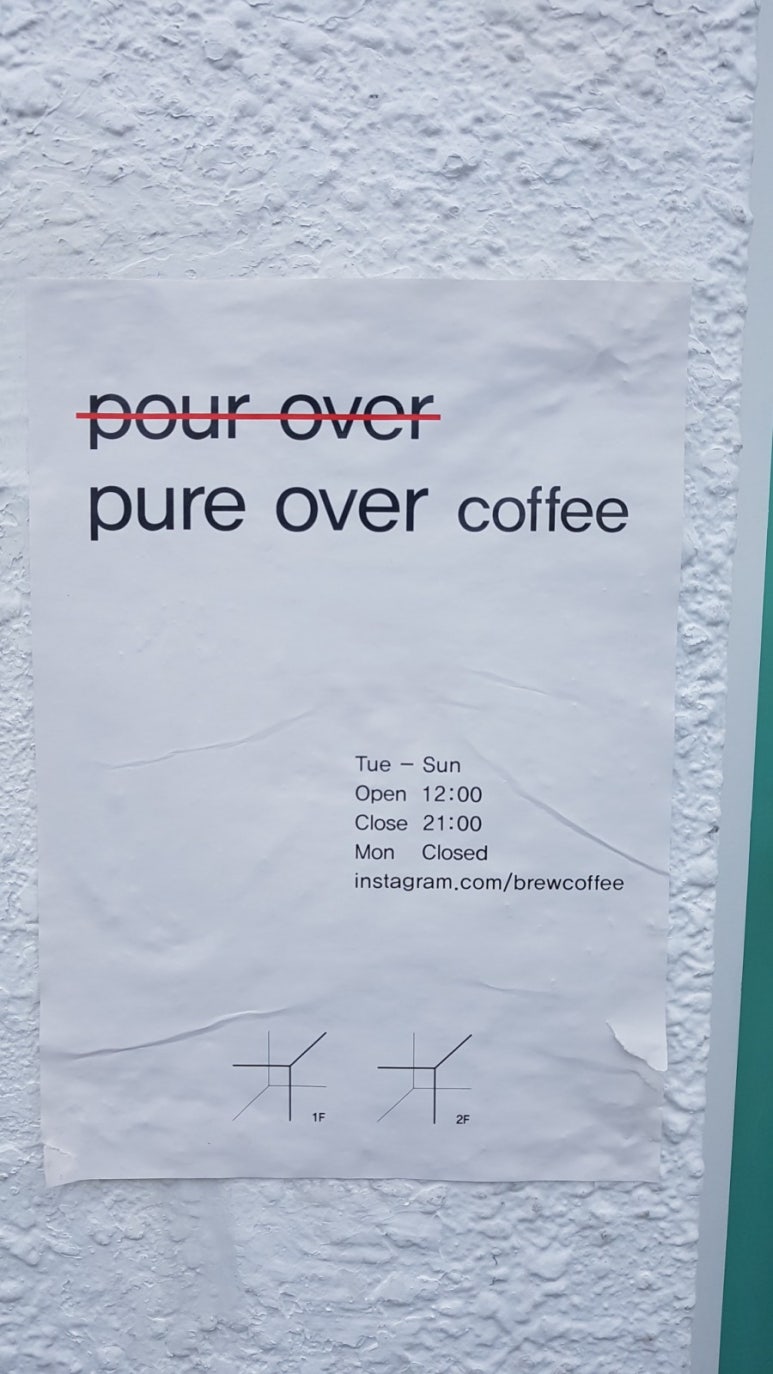 pour over
pure over coffee
Tue – Sun
Open 12:00
Close 21:00
Mon Closed
instagram.com/brewcoffee
1F 2F